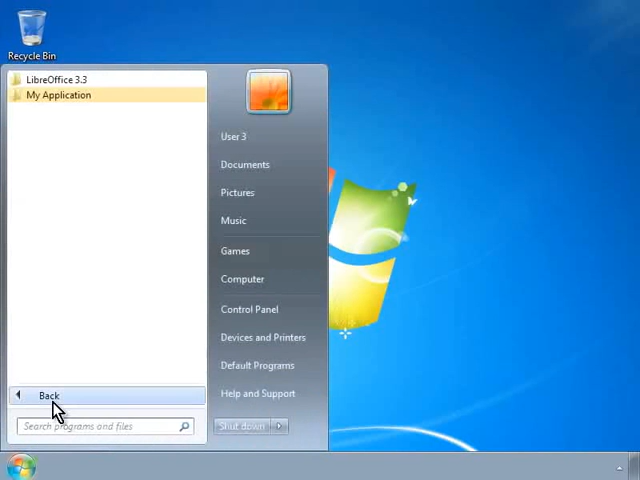 Recycle Bin
LibreOffice 3.3
My Application
Back
Search programs and files
User 3
Documents
Pictures
Music
Games
Computer
Control Panel
Devices and Printers
Default Programs
Help and Support
Shut down